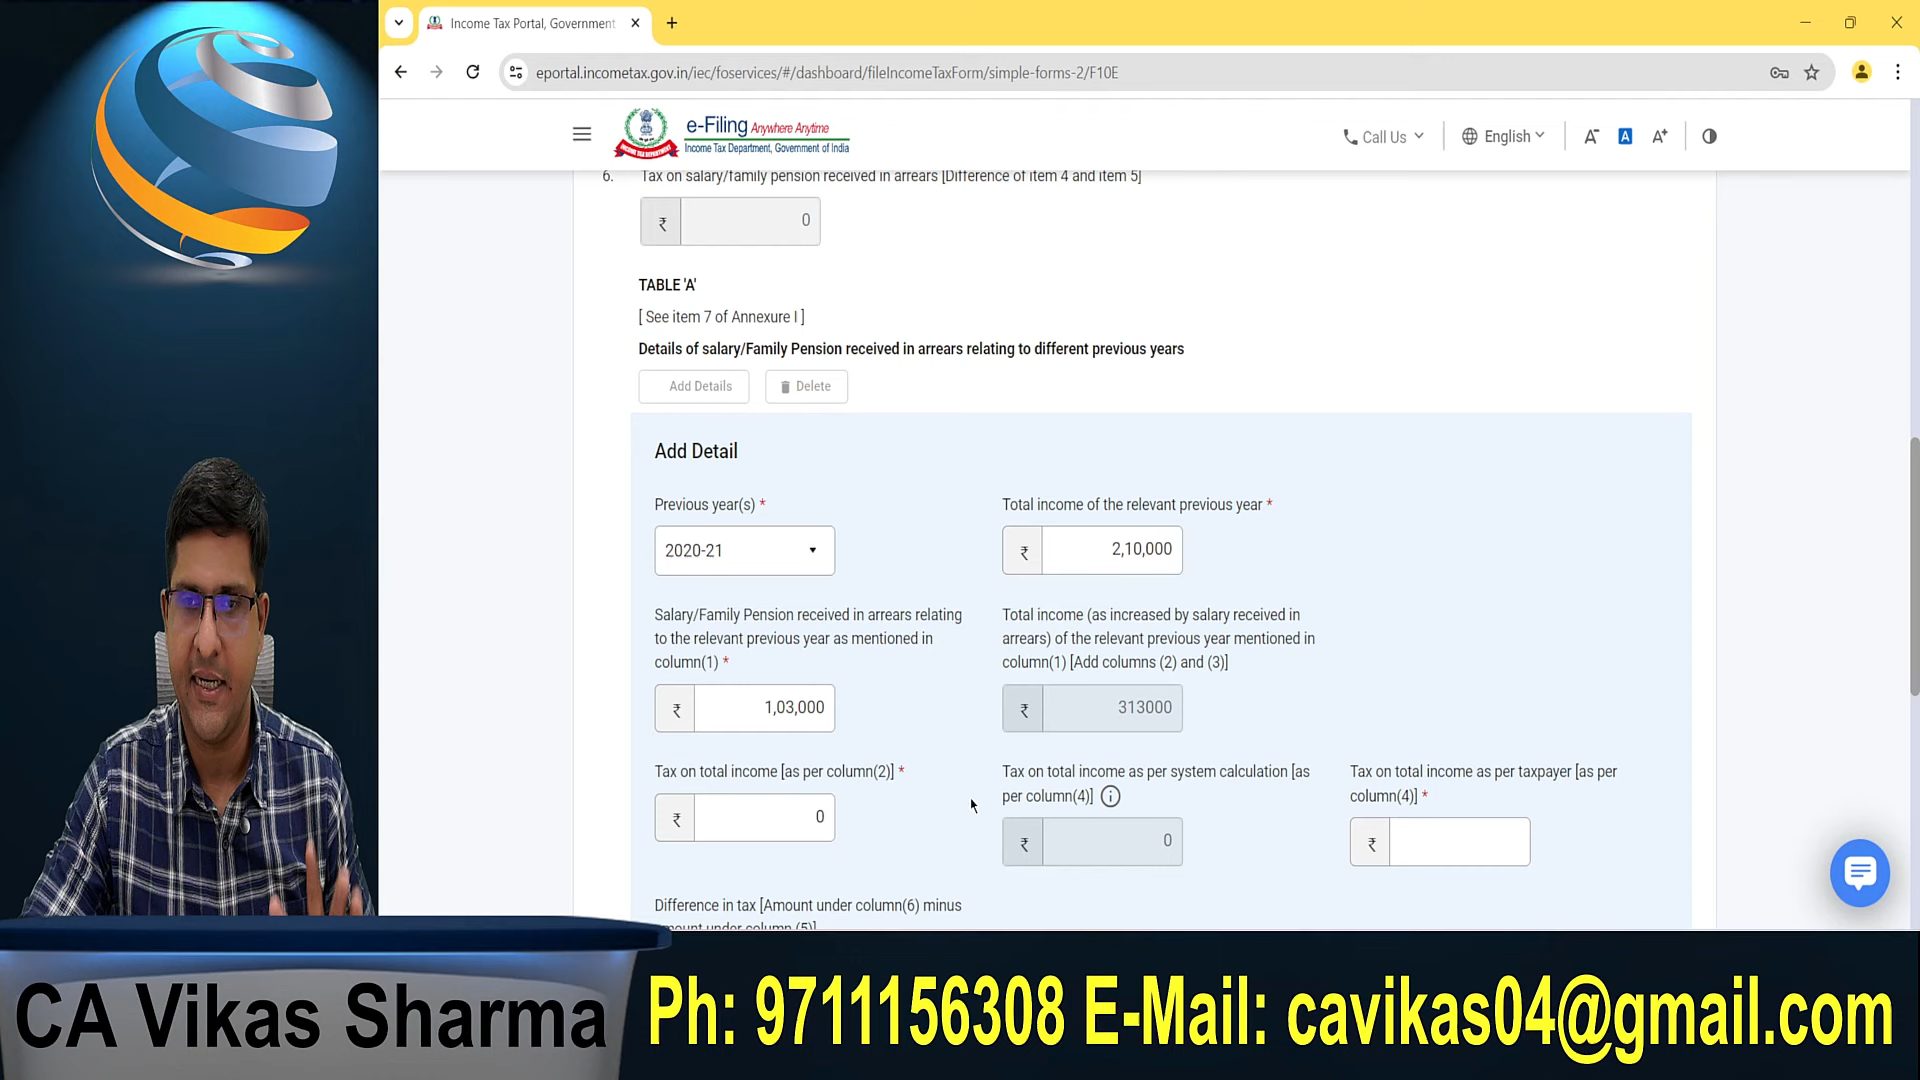 Income Tax Portal, Government
eportal.incometax.gov.in/iec/foservices/#/dashboard/fileIncomeTaxForm/simple-forms-2/F10E
e-Filing Anywhere Anytime
Income Tax Department, Government of India
Call Us
English
A-
A
A+
6. Tax on salary/family pension received in arrears [Difference of item 4 and item 5]
₹ 0
TABLE 'A'
[ See item 7 of Annexure I ]
Details of salary/Family Pension received in arrears relating to different previous years
Add Details
Delete
Add Detail
Previous year(s) *
Total income of the relevant previous year *
2020-21
₹ 2,10,000
Salary/Family Pension received in arrears relating
to the relevant previous year as mentioned in
column(1) *
Total income (as increased by salary received in
arrears) of the relevant previous year mentioned in
column(1) [Add columns (2) and (3)]
₹ 1,03,000
₹ 313000
Tax on total income [as per column(2)] *
₹ 0
Tax on total income as per system calculation [as
per column(4)]
₹ 0
Tax on total income as per taxpayer [as per
column(4)] *
₹
Difference in tax [Amount under column(6) minus
amount under column (5)]
CA Vikas Sharma
Ph: 9711156308 E-Mail: cavikas04@gmail.com